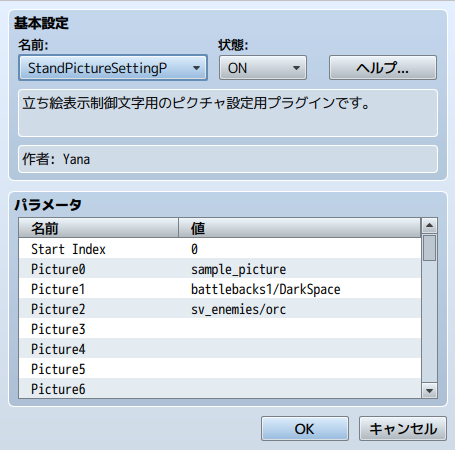 基本設定
名前: 状態:
StandPictureSettingP ON ヘルプ...
立ち絵表示制御文字用のピクチャ設定用プラグインです。
作者: Yana
パラメータ
名前 値
Start Index 0
Picture0 sample_picture
Picture1 battlebacks1/DarkSpace
Picture2 sv_enemies/orc
Picture3
Picture4
Picture5
Picture6
OK キャンセル